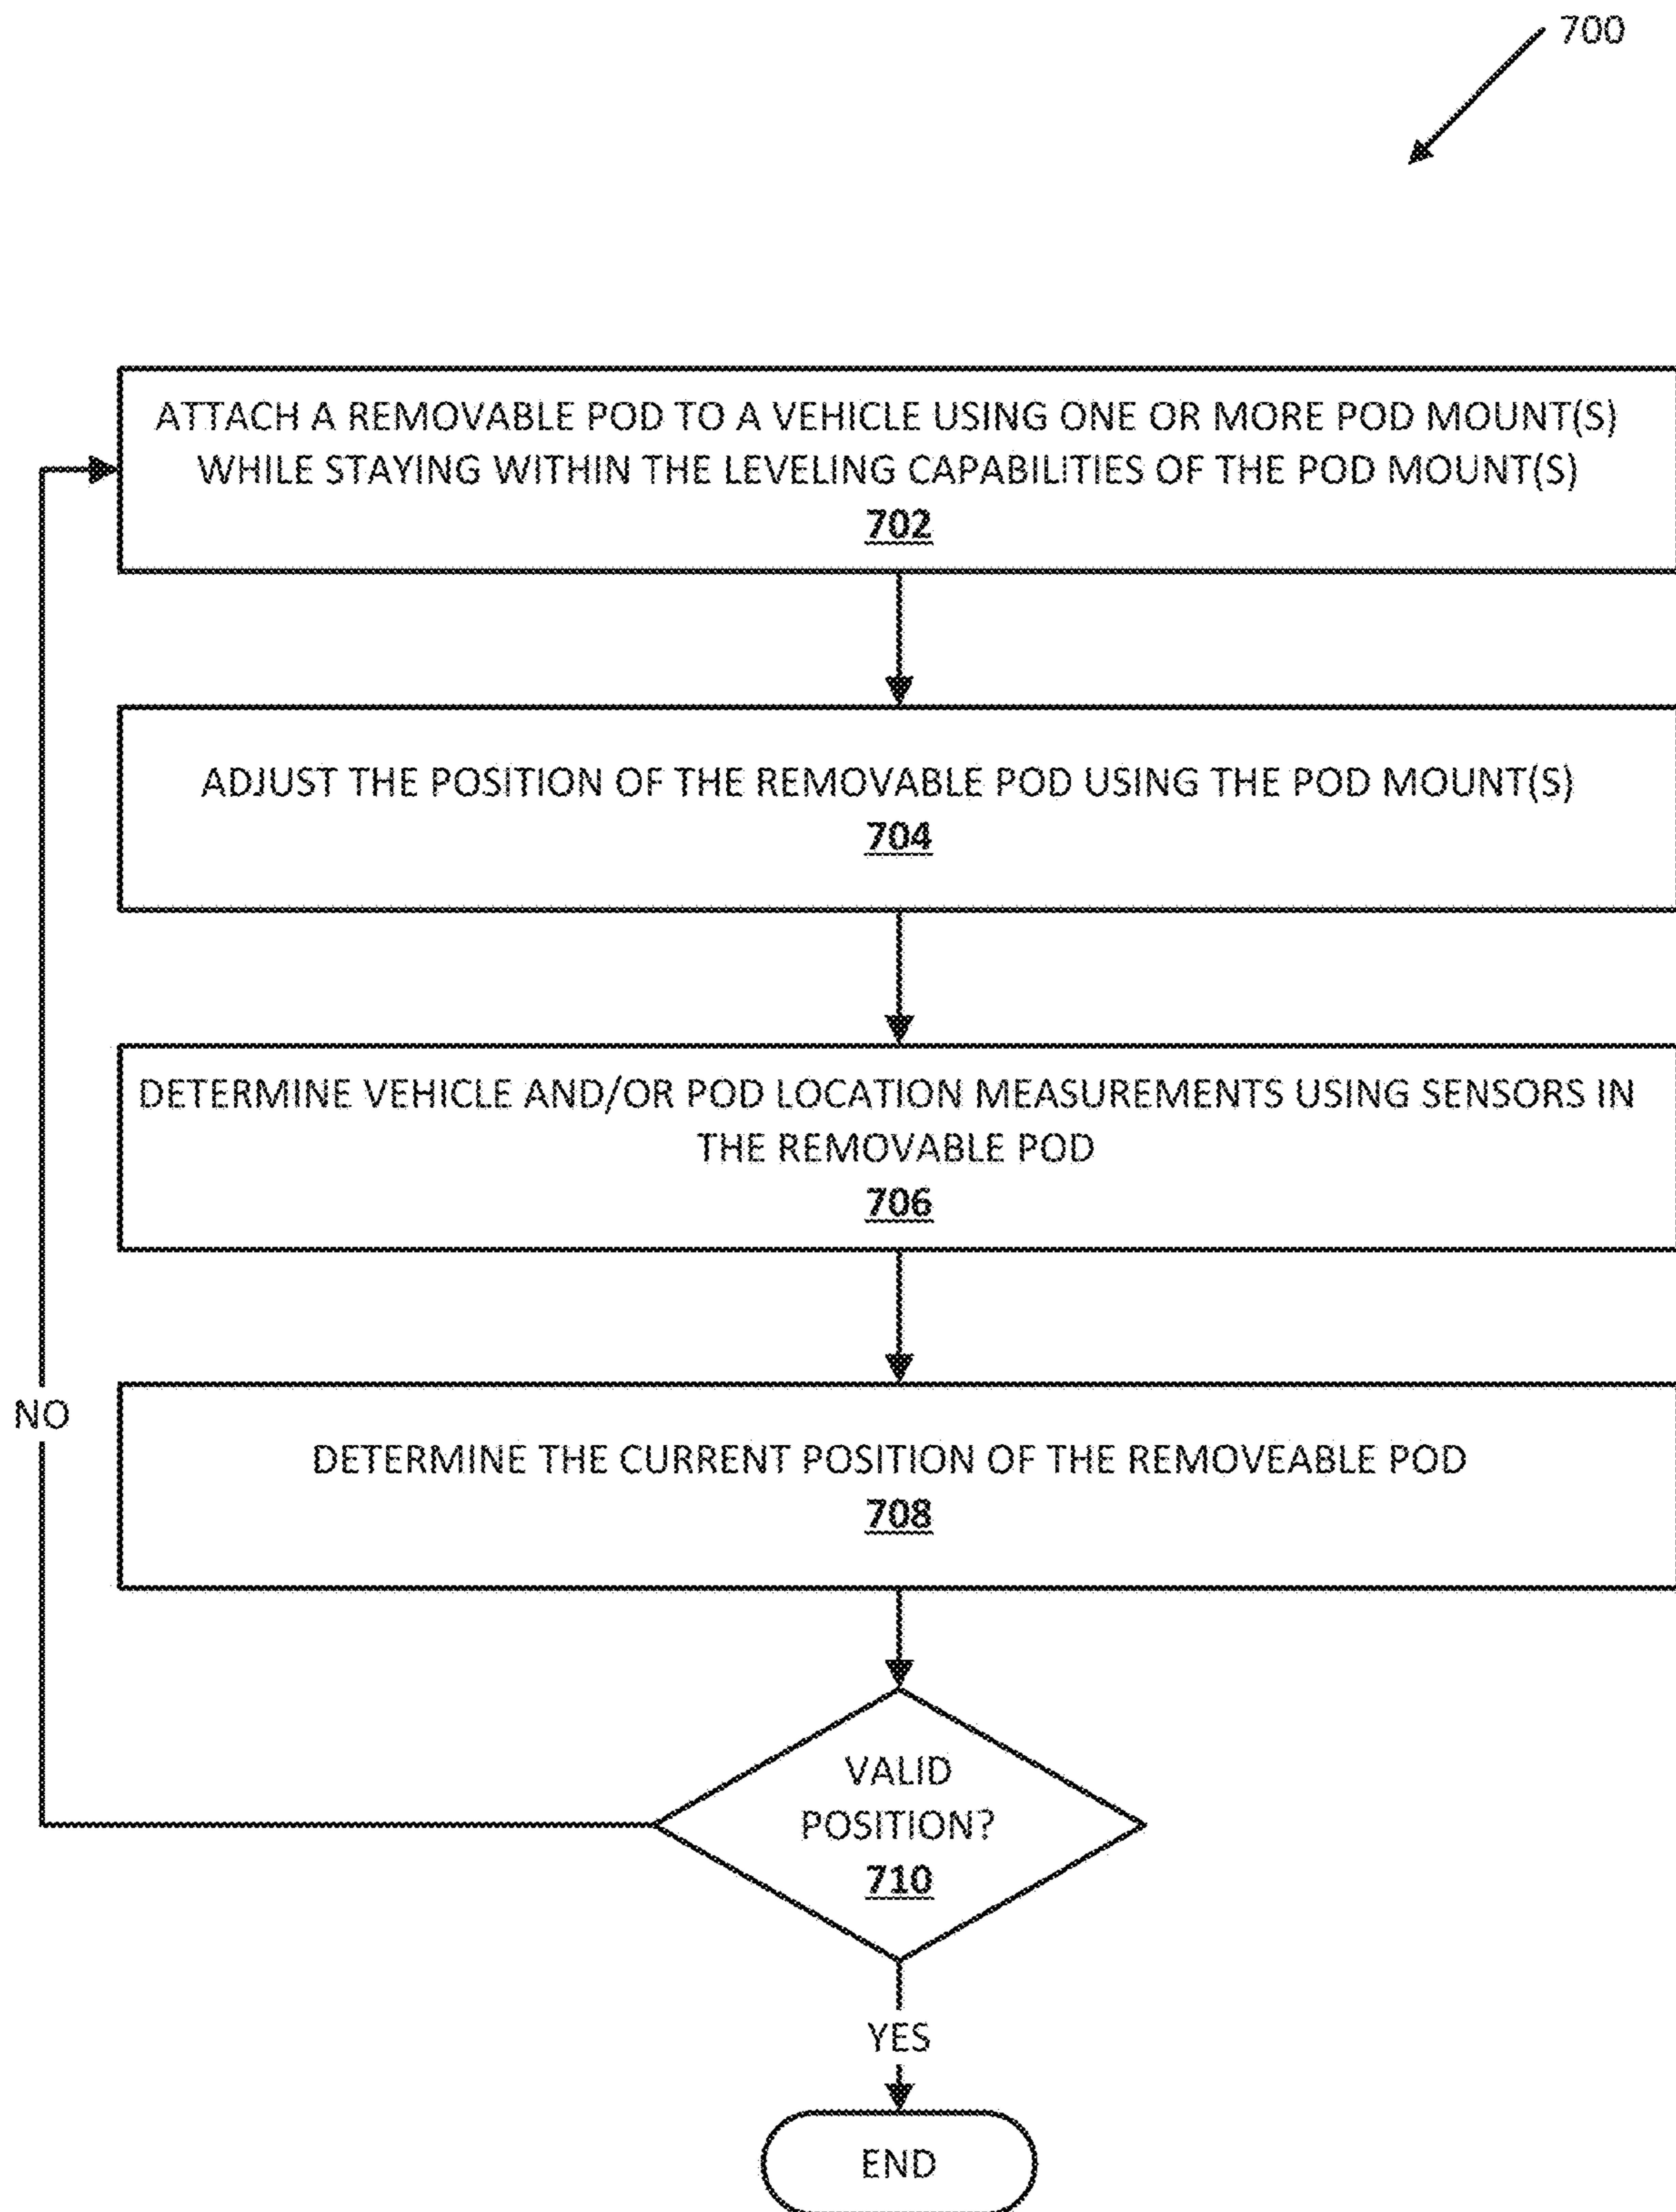 700
ATTACH A REMOVABLE POD TO A VEHICLE USING ONE OR MORE POD MOUNT(S)
WHILE STAYING WITHIN THE LEVELING CAPABILITIES OF THE POD MOUNT(S)
702
ADJUST THE POSITION OF THE REMOVABLE POD USING THE POD MOUNT(S)
704
DETERMINE VEHICLE AND/OR POD LOCATION MEASUREMENTS USING SENSORS IN
THE REMOVABLE POD
706
DETERMINE THE CURRENT POSITION OF THE REMOVEABLE POD
708
NO
VALID
POSITION?
710
YES
END